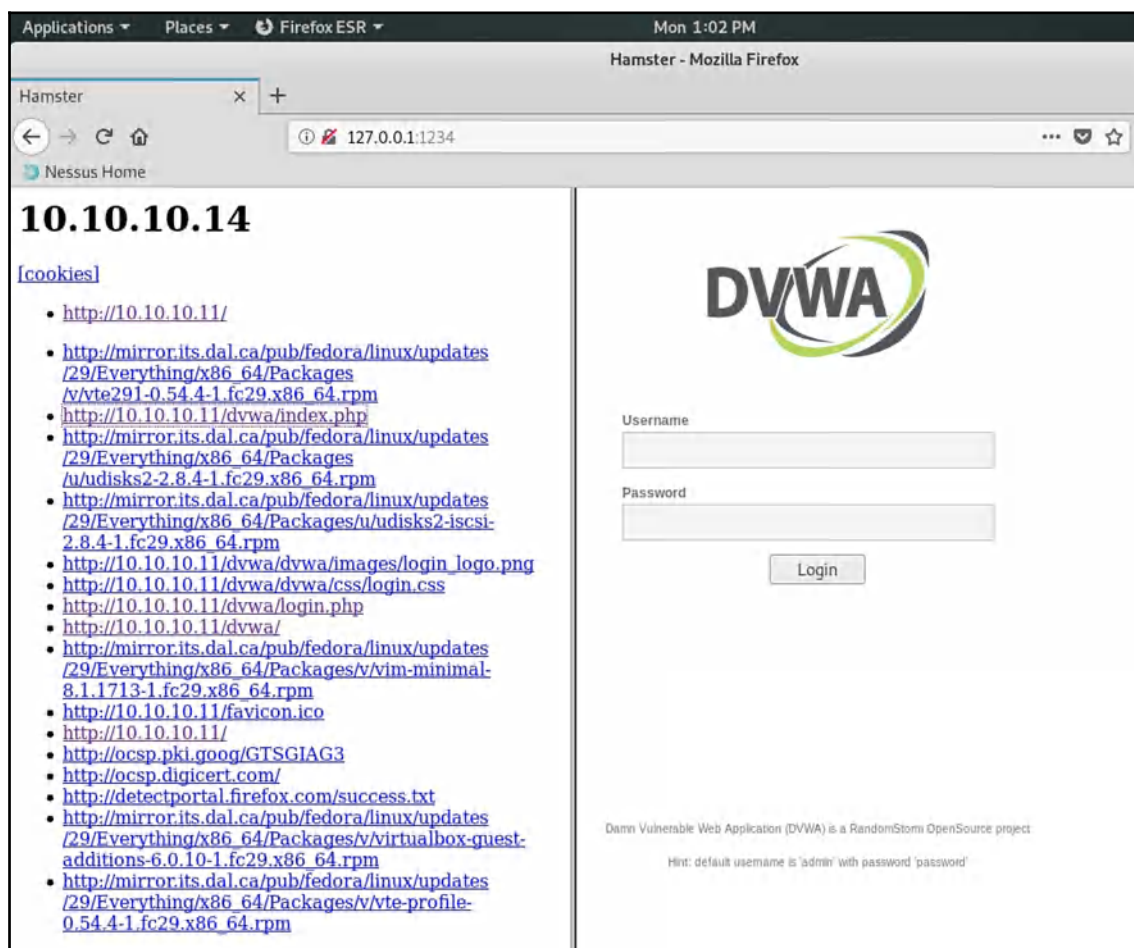 Applications Places Firefox ESR Mon 1:02 PM
Hamster - Mozilla Firefox
Hamster × +
127.0.0.1:1234
Nessus Home
10.10.10.14
[cookies]
http://10.10.10.11/
http://mirror.its.dal.ca/pub/fedora/linux/updates
/29/Everything/x86_64/Packages
/v/vte291-0.54.4-1.fc29.x86_64.rpm
http://10.10.10.11/dvwa/index.php
http://mirror.its.dal.ca/pub/fedora/linux/updates
/29/Everything/x86_64/Packages
/u/udisks2-2.8.4-1.fc29.x86_64.rpm
http://mirror.its.dal.ca/pub/fedora/linux/updates
/29/Everything/x86_64/Packages/u/udisks2-iscsi-
2.8.4-1.fc29.x86_64.rpm
http://10.10.10.11/dvwa/dvwa/images/login_logo.png
http://10.10.10.11/dvwa/dvwa/css/login.css
http://10.10.10.11/dvwa/login.php
http://10.10.10.11/dvwa/
http://mirror.its.dal.ca/pub/fedora/linux/updates
/29/Everything/x86_64/Packages/v/vim-minimal-
8.1.1713-1.fc29.x86_64.rpm
http://10.10.10.11/favicon.ico
http://10.10.10.11/
http://ocsp.pki.goog/GTSGIAG3
http://ocsp.digicert.com/
http://detectportal.firefox.com/success.txt
http://mirror.its.dal.ca/pub/fedora/linux/updates
/29/Everything/x86_64/Packages/v/virtualbox-guest-
additions-6.0.10-1.fc29.x86_64.rpm
http://mirror.its.dal.ca/pub/fedora/linux/updates
/29/Everything/x86_64/Packages/v/vte-profile-
0.54.4-1.fc29.x86_64.rpm
DVWA
Username
Password
Login
Damn Vulnerable Web Application (DVWA) is a RandomStorm OpenSource project
Hint: default username is 'admin' with password 'password'